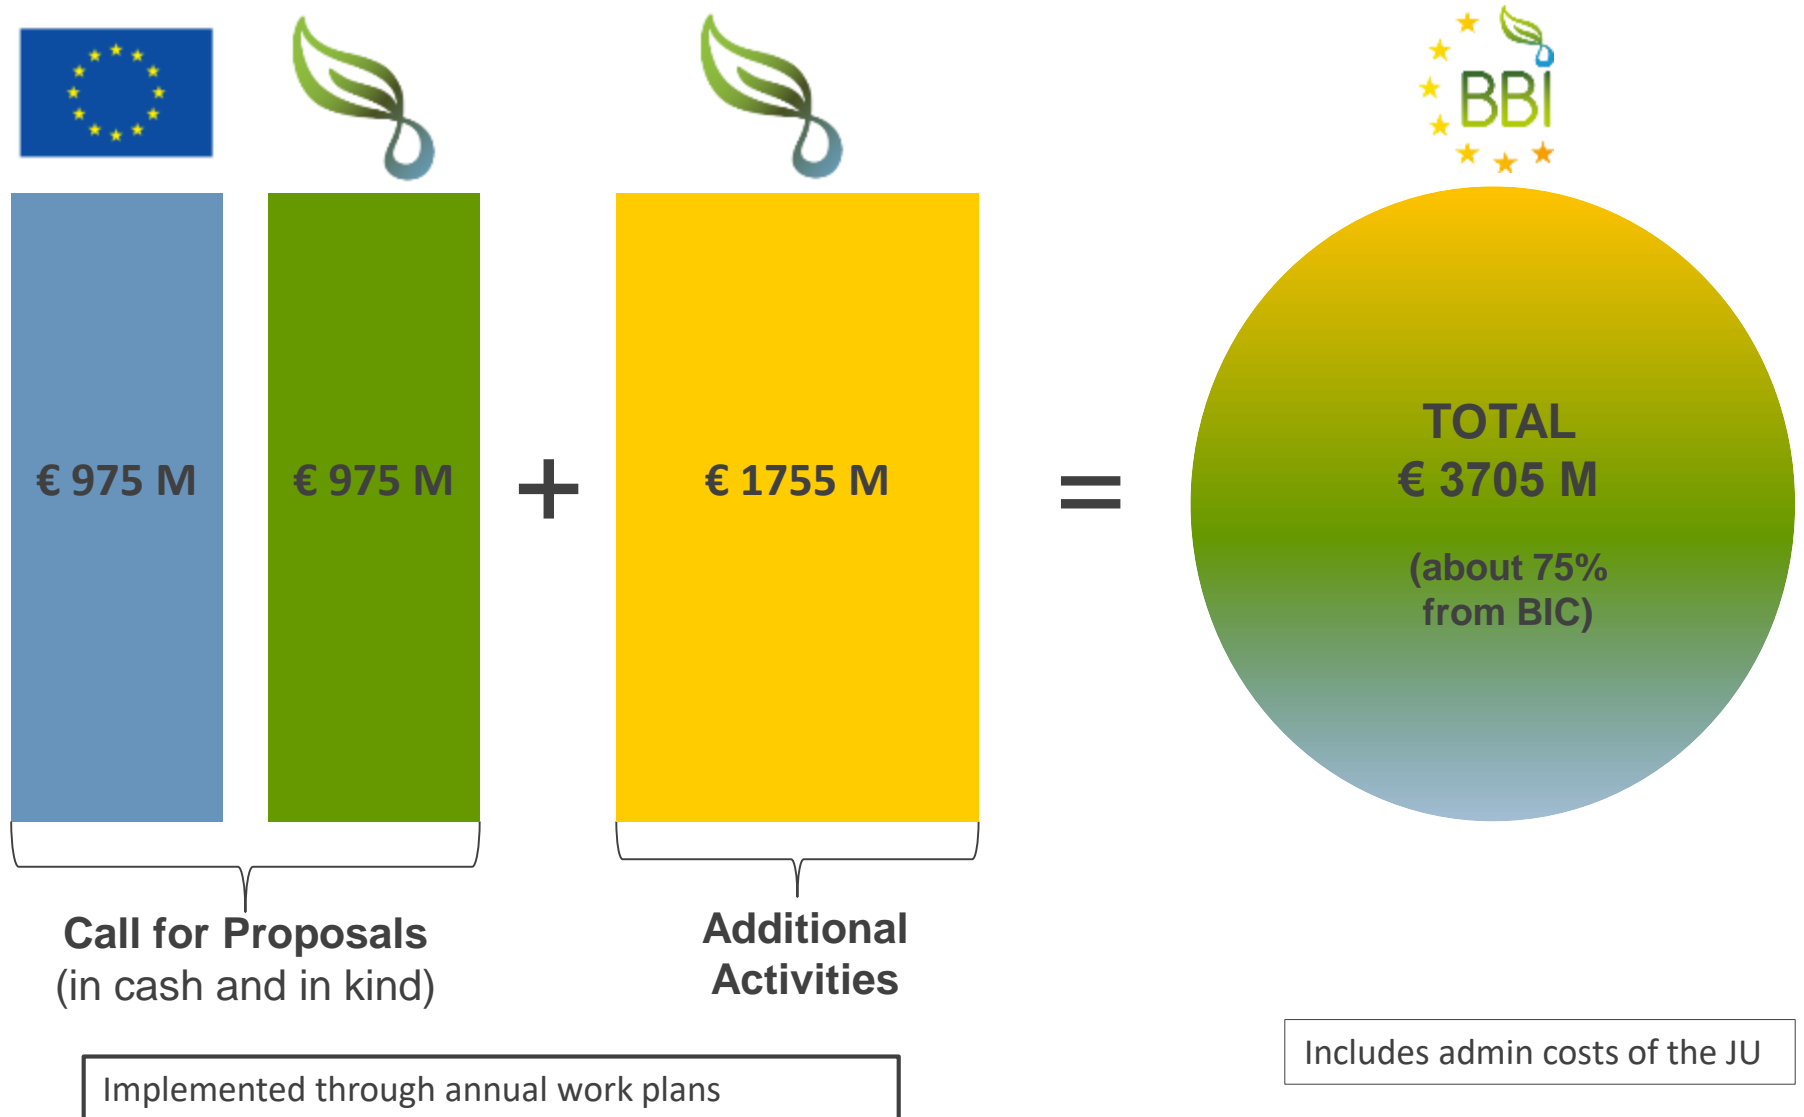 BBI
€ 975 M
€ 975 M
+
€ 1755 M
=
TOTAL
€ 3705 M
(about 75%
from BIC)
Call for Proposals
(in cash and in kind)
Additional
Activities
Implemented through annual work plans
Includes admin costs of the JU